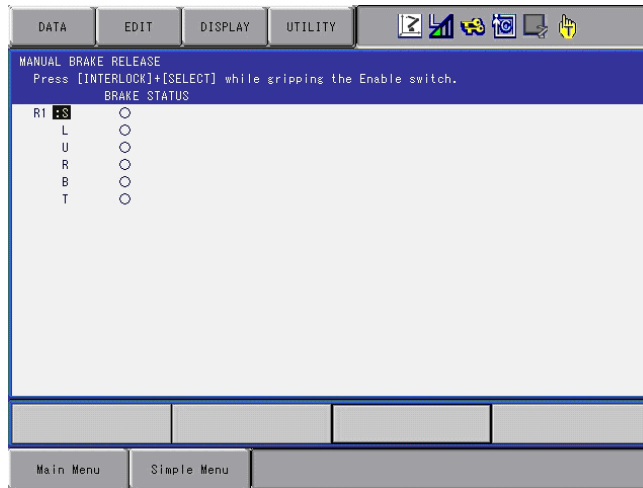 DATA EDIT DISPLAY UTILITY
MANUAL BRAKE RELEASE
Press [INTERLOCK]+[SELECT] while gripping the Enable switch.
BRAKE STATUS
R1 :S
L
U
R
B
T
Main Menu Simple Menu